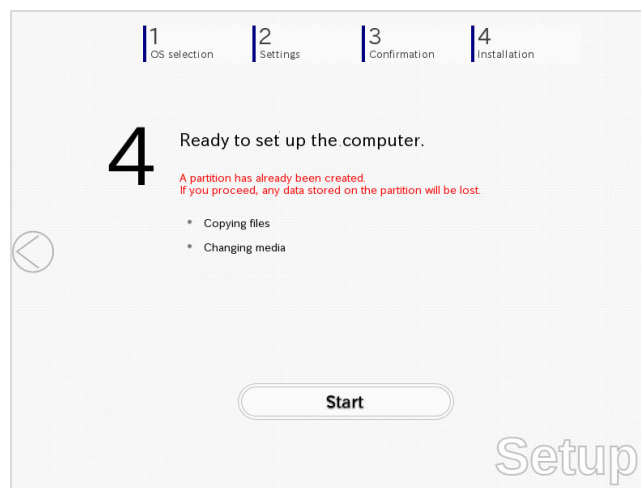 1
OS selection
2
Settings
3
Confirmation
4
Installation
4
Ready to set up the computer.
A partition has already been created.
If you proceed, any data stored on the partition will be lost.
Copying files
Changing media
Start
Setup